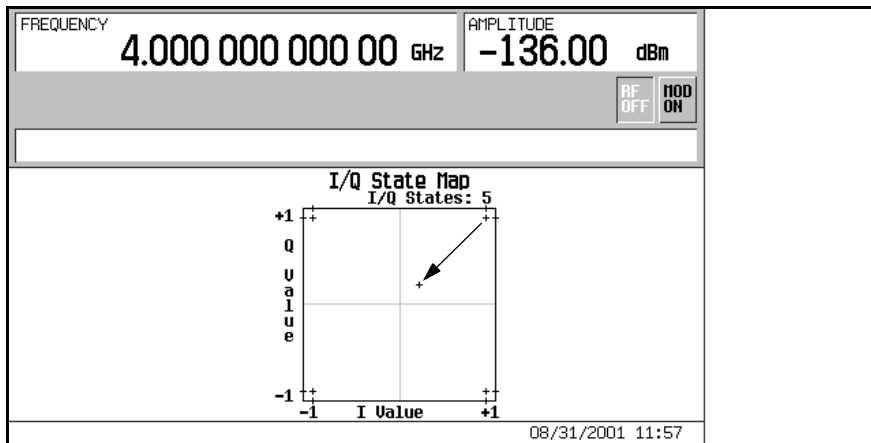 FREQUENCY
4.000 000 000 00 GHz
AMPLITUDE
-136.00 dBm
RF
OFF
MOD
ON
I/Q State Map
I/Q States: 5
+1
Q Value
-1
-1 I Value +1
08/31/2001 11:57